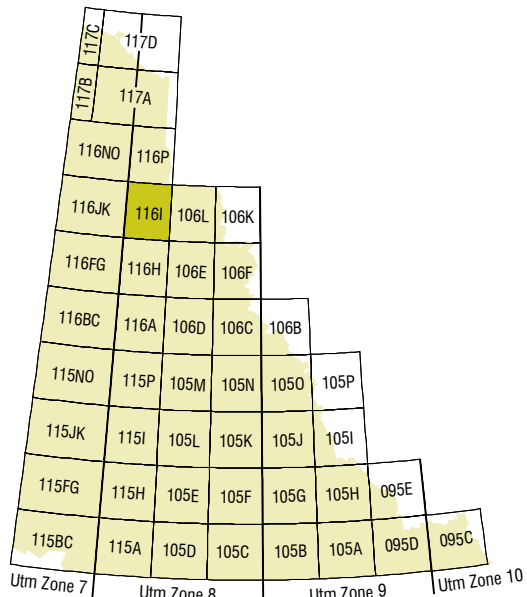 117C 117D
117B 117A
116NO 116P
116JK 116I 106L 106K
116FG 116H 106E 106F
116BC 116A 106D 106C 106B
115NO 115P 105M 105N 105O 105P
115JK 115I 105L 105K 105J 105I
115FG 115H 105E 105F 105G 105H 095E
115BC 115A 105D 105C 105B 105A 095D 095C
Utm Zone 7 Utm Zone 8 Utm Zone 9 Utm Zone 10